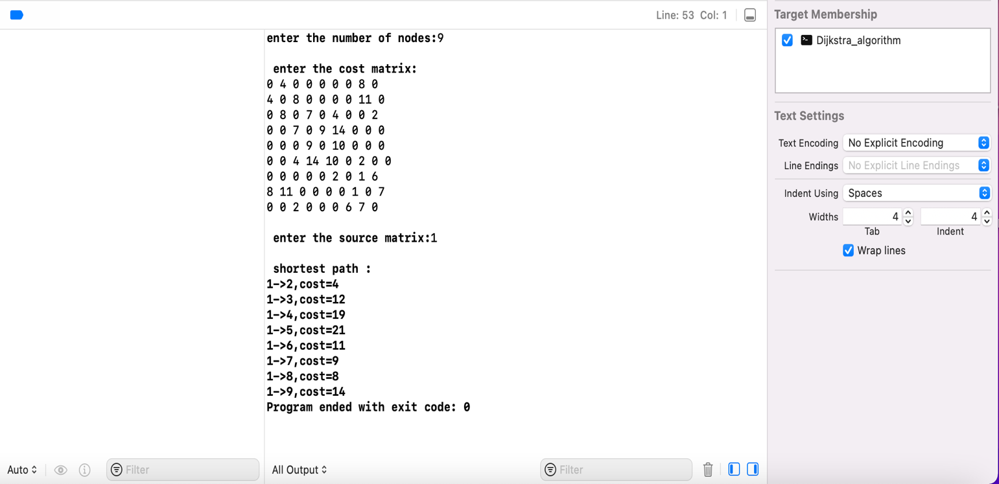 Line: 53 Col: 1
enter the number of nodes:9
enter the cost matrix:
0 4 0 0 0 0 0 8 0
4 0 8 0 0 0 0 11 0
0 8 0 7 0 4 0 0 2
0 0 7 0 9 14 0 0 0
0 0 0 9 0 10 0 0 0
0 0 4 14 10 0 2 0 0
0 0 0 0 0 2 0 1 6
8 11 0 0 0 0 1 0 7
0 0 2 0 0 0 6 7 0
enter the source matrix:1
shortest path :
1->2,cost=4
1->3,cost=12
1->4,cost=19
1->5,cost=21
1->6,cost=11
1->7,cost=9
1->8,cost=8
1->9,cost=14
Program ended with exit code: 0
Auto
Filter
All Output
Filter
Target Membership
Dijkstra_algorithm
Text Settings
Text Encoding No Explicit Encoding
Line Endings No Explicit Line Endings
Indent Using Spaces
Widths 4 4
Tab Indent
Wrap lines